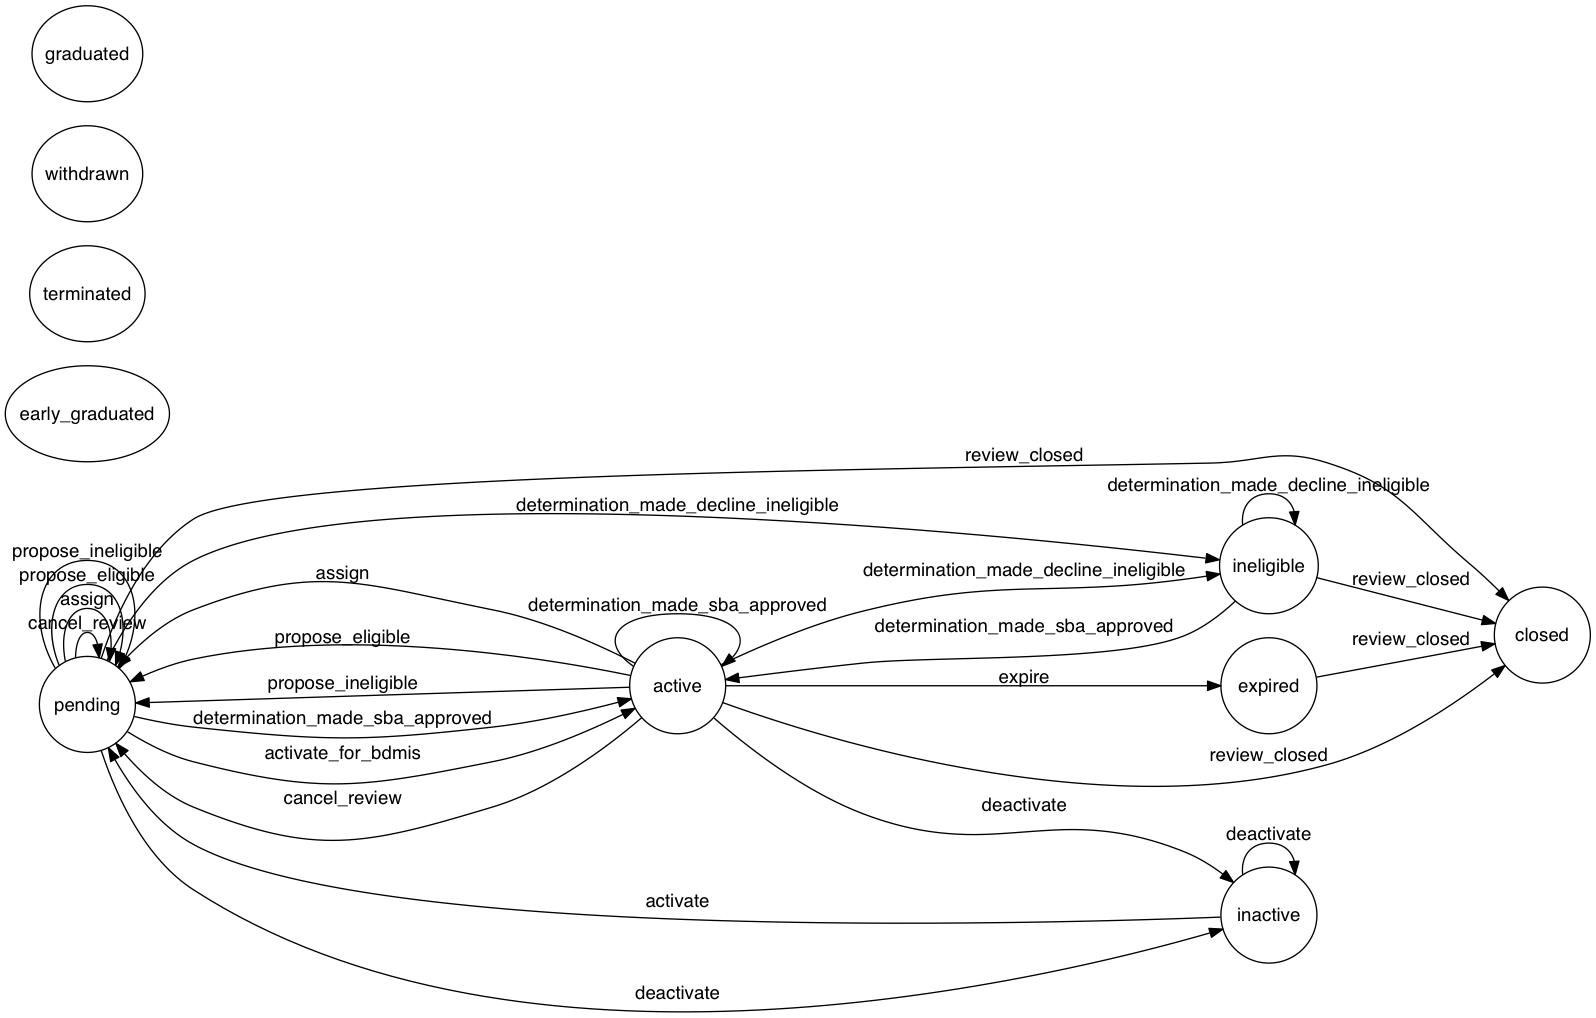 graduated
withdrawn
terminated
early_graduated
review_closed
determination_made_decline_ineligible
determination_made_decline_ineligible
propose_ineligible
propose_eligible
assign
cancel_review
pending
assign
propose_eligible
propose_ineligible
determination_made_sba_approved
activate_for_bdmis
cancel_review
determination_made_sba_approved
active
determination_made_decline_ineligible
determination_made_sba_approved
expire
ineligible
expired
review_closed
review_closed
closed
review_closed
deactivate
deactivate
inactive
activate
deactivate